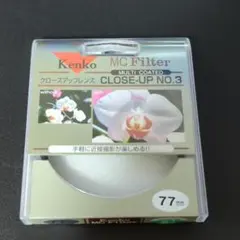 Kenko
MC Filter
MULTI COATED
クローズアップレンズ
CLOSE-UP NO.3
手軽に近接撮影が楽しめる!!
77mm